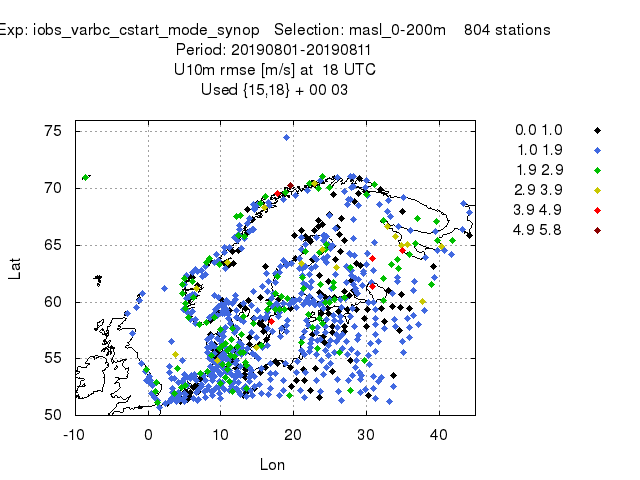 Exp: iobs_varbc_cstart_mode_synop Selection: masl_0-200m 804 stations
Period: 20190801-20190811
U10m rmse [m/s] at 18 UTC
Used {15,18} + 00 03
0.0 1.0
1.0 1.9
1.9 2.9
2.9 3.9
3.9 4.9
4.9 5.8
75
70
65
60
55
50
Lat
-10 0 10 20 30 40
Lon